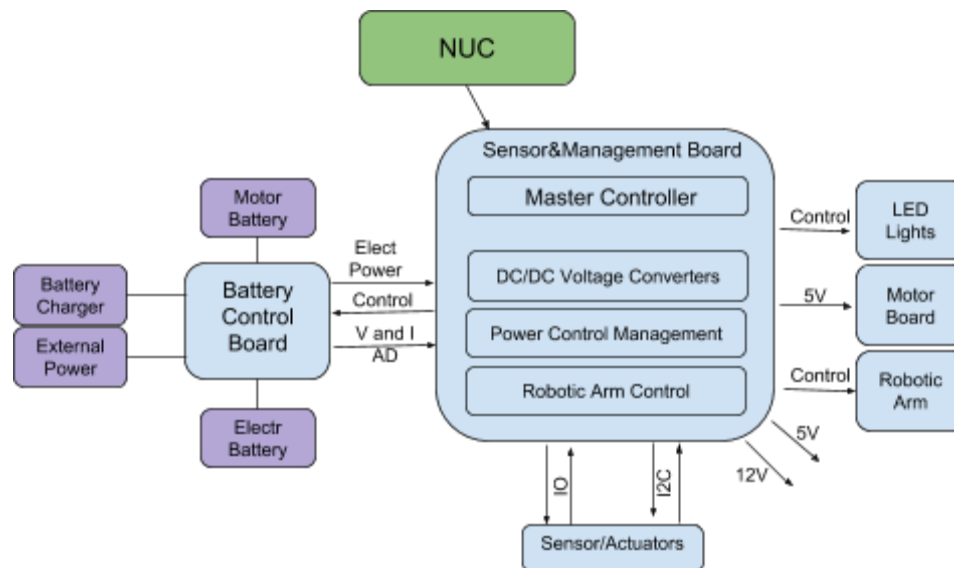 NUC
Sensor&Management Board
Master Controller
DC/DC Voltage Converters
Power Control Management
Robotic Arm Control
Motor
Battery
Battery
Charger
External
Power
Battery
Control
Board
Electr
Battery
Elect
Power
Control
V and I
AD
Control
LED
Lights
5V
Motor
Board
Control
Robotic
Arm
5V
12V
IO
I2C
Sensor/Actuators